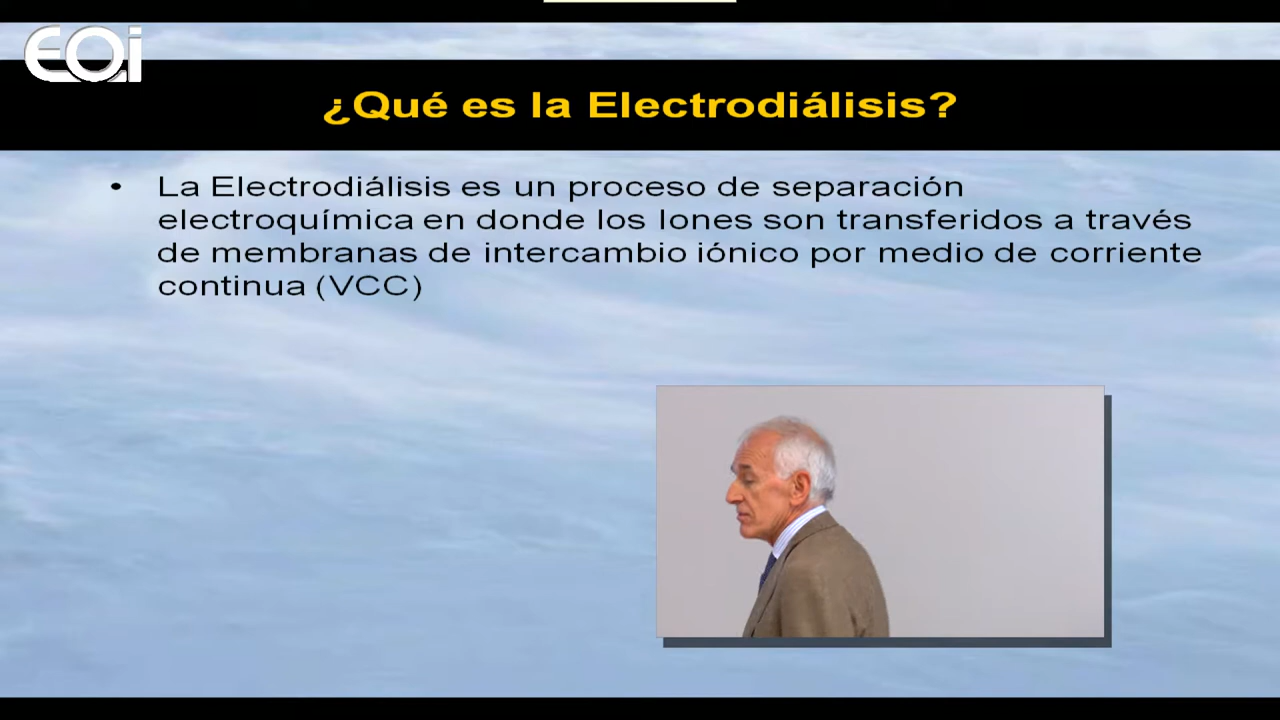 EOi
¿Qué es la Electrodiálisis?
• La Electrodiálisis es un proceso de separación
electroquímica en donde los Iones son transferidos a través
de membranas de intercambio iónico por medio de corriente
continua (VCC)